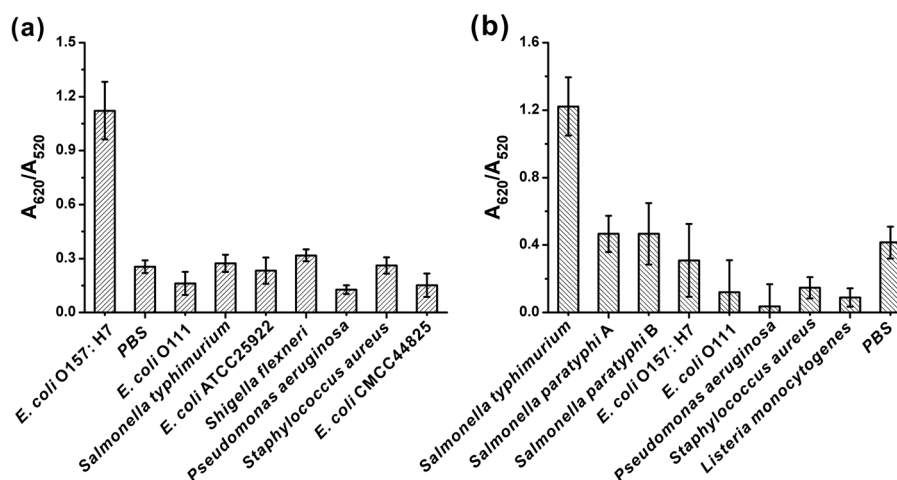 (a)
1.5
1.2
0.9
0.6
0.3
0.0
A620/A520
E. coli O157: H7
PBS
E. coli O111
Salmonella typhimurium
E. coli ATCC25922
Shigella flexneri
Pseudomonas aeruginosa
Staphylococcus aureus
E. coli CMCC44825
(b)
1.6
1.2
0.8
0.4
0.0
A620/A520
Salmonella typhimurium
Salmonella paratyphi A
Salmonella paratyphi B
E. coli O157: H7
E. coli O111
Pseudomonas aeruginosa
Staphylococcus aureus
Listeria monocytogenes
PBS